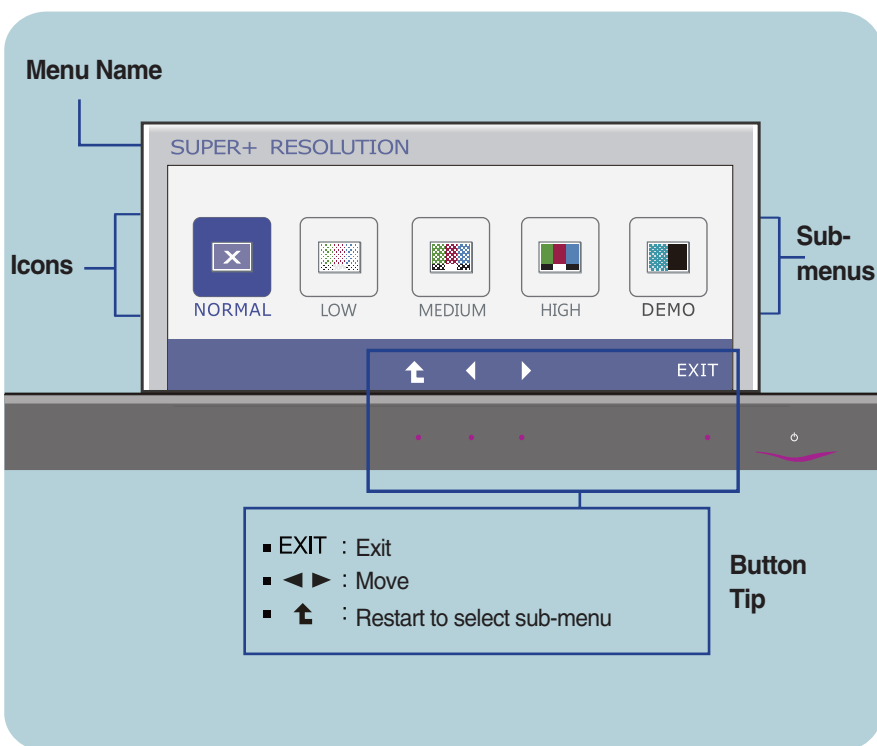 Menu Name
SUPER+ RESOLUTION
Icons
Sub-
menus
NORMAL LOW MEDIUM HIGH DEMO
EXIT
EXIT : Exit
◄ ► : Move
: Restart to select sub-menu
Button
Tip